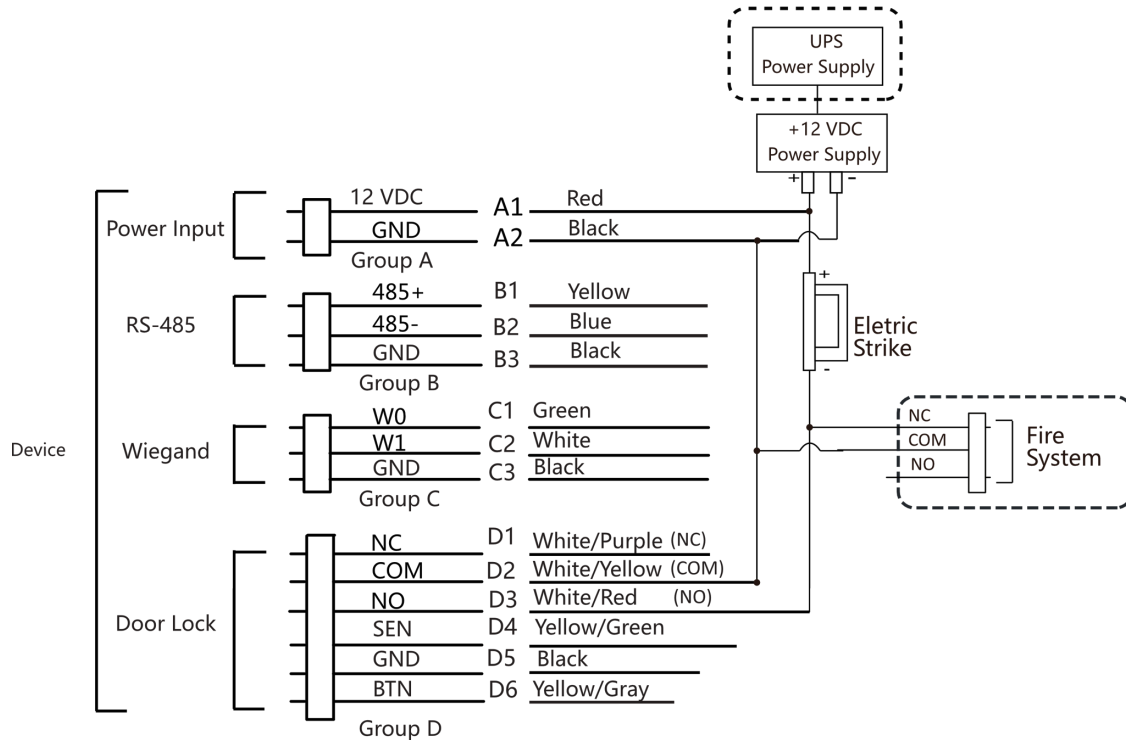 UPS
Power Supply
+12 VDC
Power Supply
+ -
Device
Power Input
12 VDC A1 Red
GND A2 Black
Group A
RS-485
485+ B1 Yellow
485- B2 Blue
GND B3 Black
Group B
+
Eletric
Strike
-
Wiegand
W0 C1 Green
W1 C2 White
GND C3 Black
Group C
NC
COM
NO
Fire
System
Door Lock
NC D1 White/Purple (NC)
COM D2 White/Yellow (COM)
NO D3 White/Red (NO)
SEN D4 Yellow/Green
GND D5 Black
BTN D6 Yellow/Gray
Group D